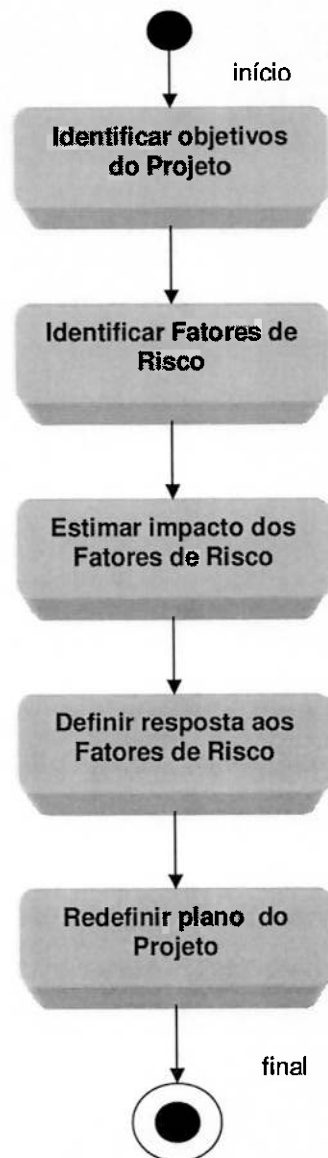 início
Identificar objetivos
do Projeto
Identificar Fatores de
Risco
Estimar impacto dos
Fatores de Risco
Definir resposta aos
Fatores de Risco
Redefinir plano do
Projeto
final